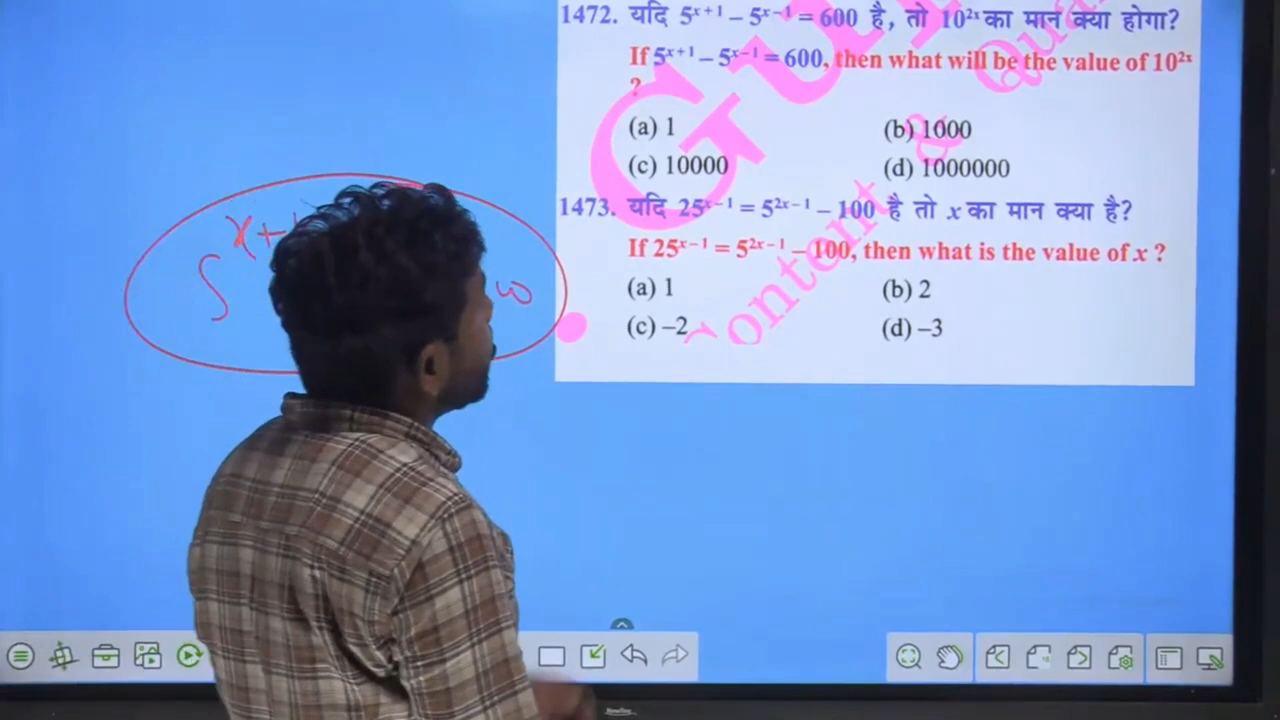 1472. यदि 5ˣ⁺¹ – 5ˣ⁻¹ = 600 है, तो 10²ˣ का मान क्या होगा?
If 5ˣ⁺¹ – 5ˣ⁻¹ = 600, then what will be the value of 10²ˣ
?
(a) 1 (b) 1000
(c) 10000 (d) 1000000
1473. यदि 25ˣ⁻¹ = 5²ˣ⁻¹ – 100 है तो x का मान क्या है?
If 25ˣ⁻¹ = 5²ˣ⁻¹ – 100, then what is the value of x ?
(a) 1 (b) 2
(c) –2 (d) –3
5ˣ⁺